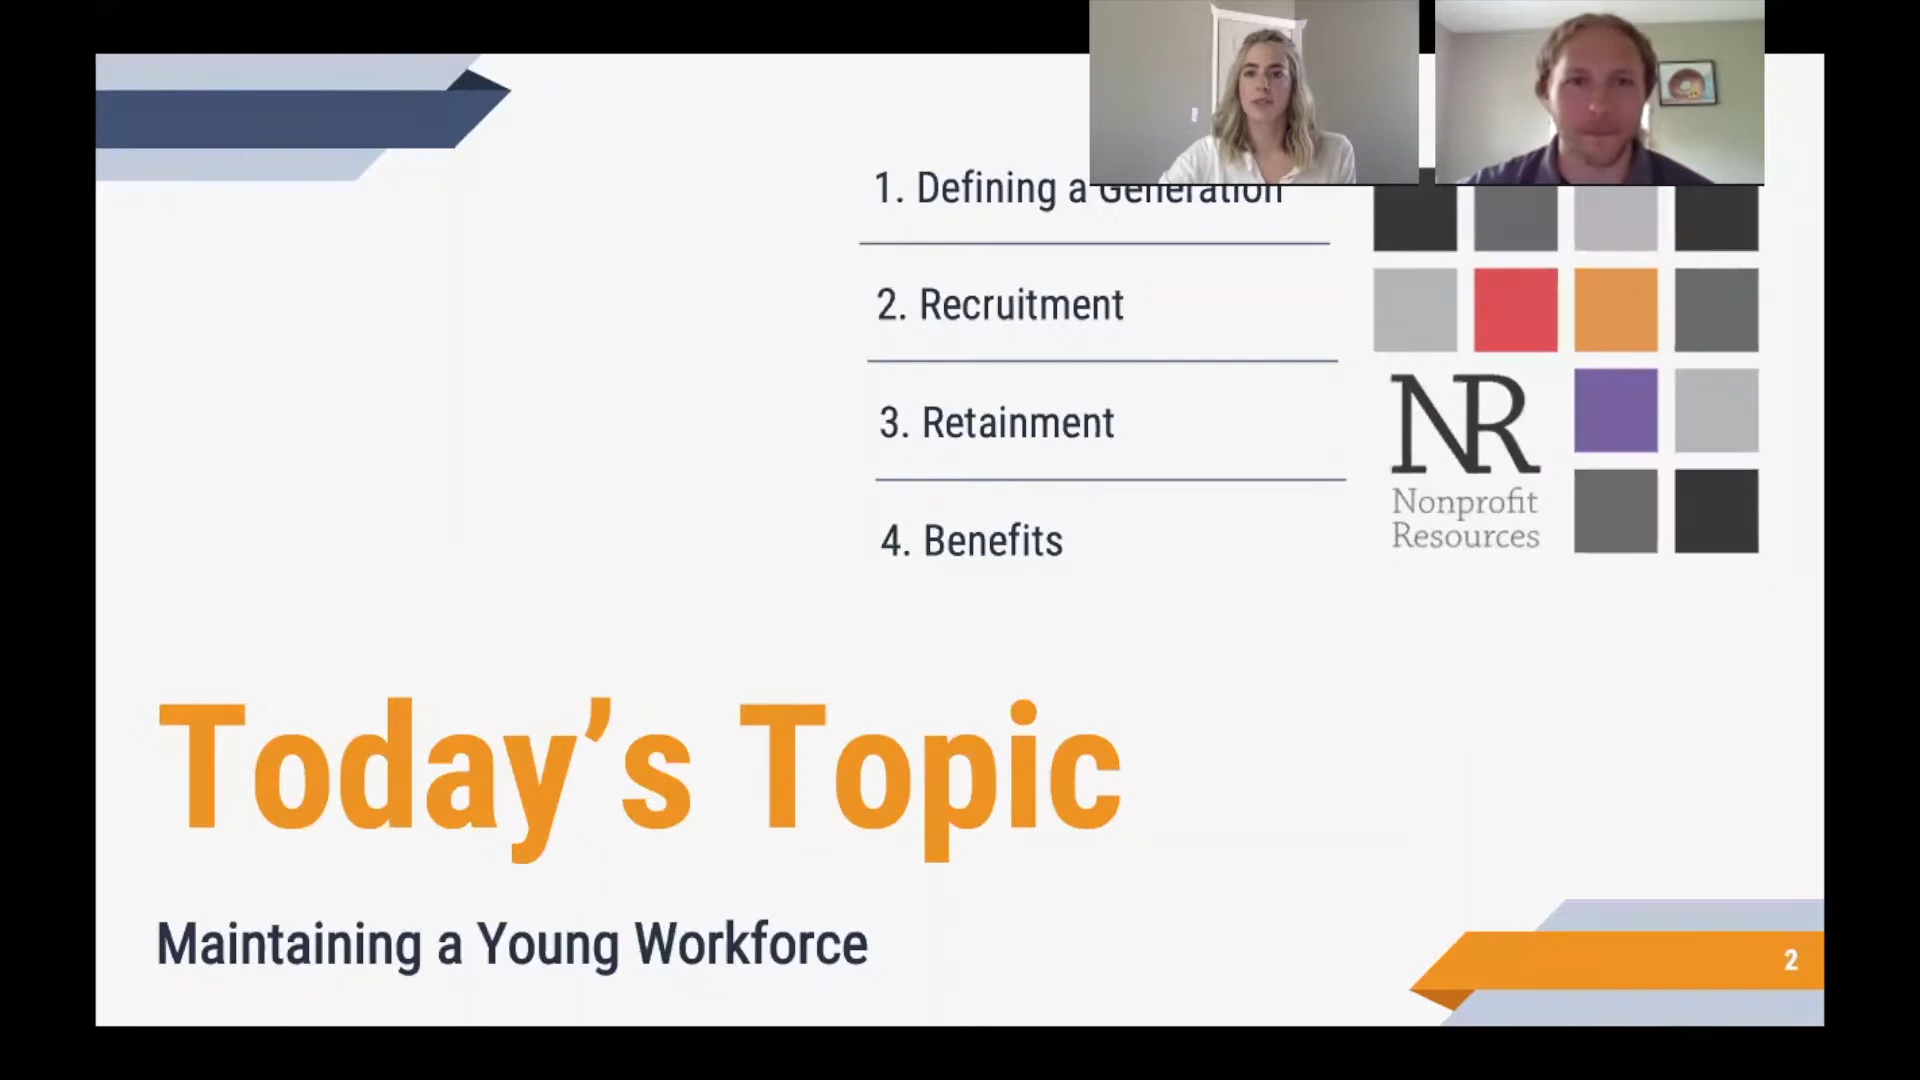 1. Defining a Generation
2. Recruitment
3. Retainment
4. Benefits
NR
Nonprofit
Resources
Today’s Topic
Maintaining a Young Workforce
2